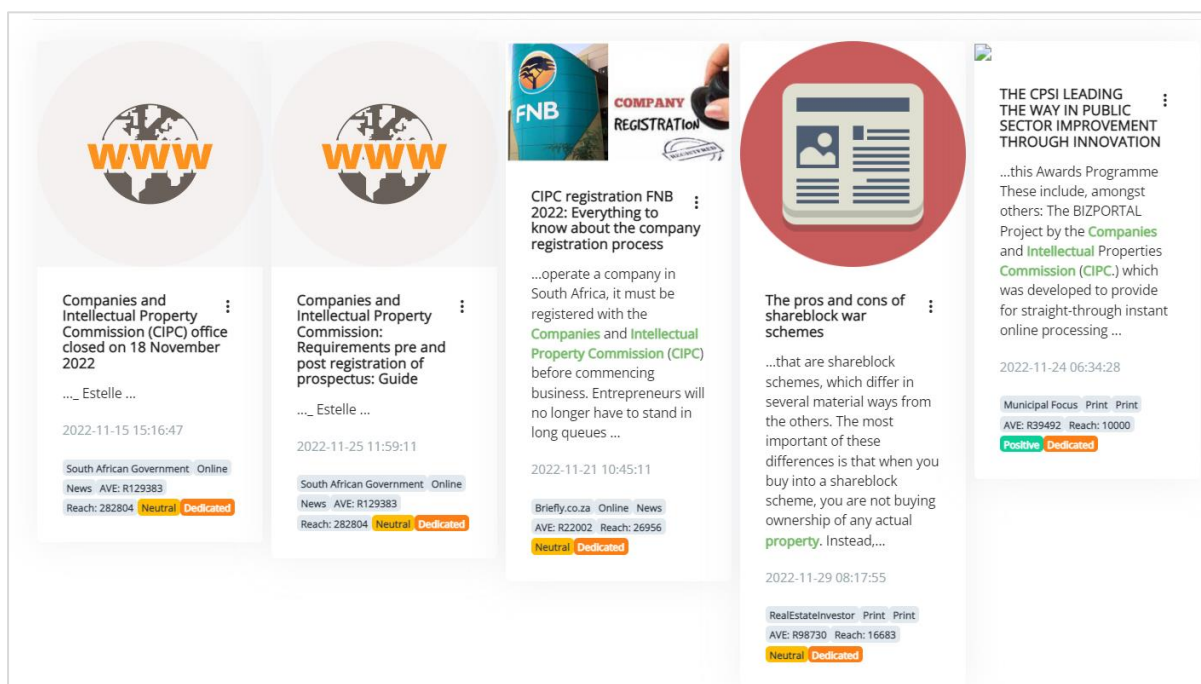 WWW
Companies and
Intellectual Property
Commission (CIPC) office
closed on 18 November
2022
..._ Estelle ...
2022-11-15 15:16:47
South African Government Online
News AVE: R129383
Reach: 282804 Neutral Dedicated
WWW
Companies and
Intellectual Property
Commission:
Requirements pre and
post registration of
prospectus: Guide
..._ Estelle ...
2022-11-25 11:59:11
South African Government Online
News AVE: R129383
Reach: 282804 Neutral Dedicated
FNB
COMPANY
REGISTRATION
REGISTERED
CIPC registration FNB
2022: Everything to
know about the company
registration process
...operate a company in
South Africa, it must be
registered with the
Companies and Intellectual
Property Commission (CIPC)
before commencing
business. Entrepreneurs will
no longer have to stand in
long queues ...
2022-11-21 10:45:11
Briefly.co.za Online News
AVE: R22002 Reach: 26956
Neutral Dedicated
The pros and cons of
shareblock war
schemes
...that are shareblock
schemes, which differ in
several material ways from
the others. The most
important of these
differences is that when you
buy into a shareblock
scheme, you are not buying
ownership of any actual
property. Instead,...
2022-11-29 08:17:55
RealEstateInvestor Print Print
AVE: R98730 Reach: 16683
Neutral Dedicated
THE CPSI LEADING
THE WAY IN PUBLIC
SECTOR IMPROVEMENT
THROUGH INNOVATION
...this Awards Programme
These include, amongst
others: The BIZPORTAL
Project by the Companies
and Intellectual Properties
Commission (CIPC.) which
was developed to provide
for straight-through instant
online processing ...
2022-11-24 06:34:28
Municipal Focus Print Print
AVE: R39492 Reach: 10000
Positive Dedicated